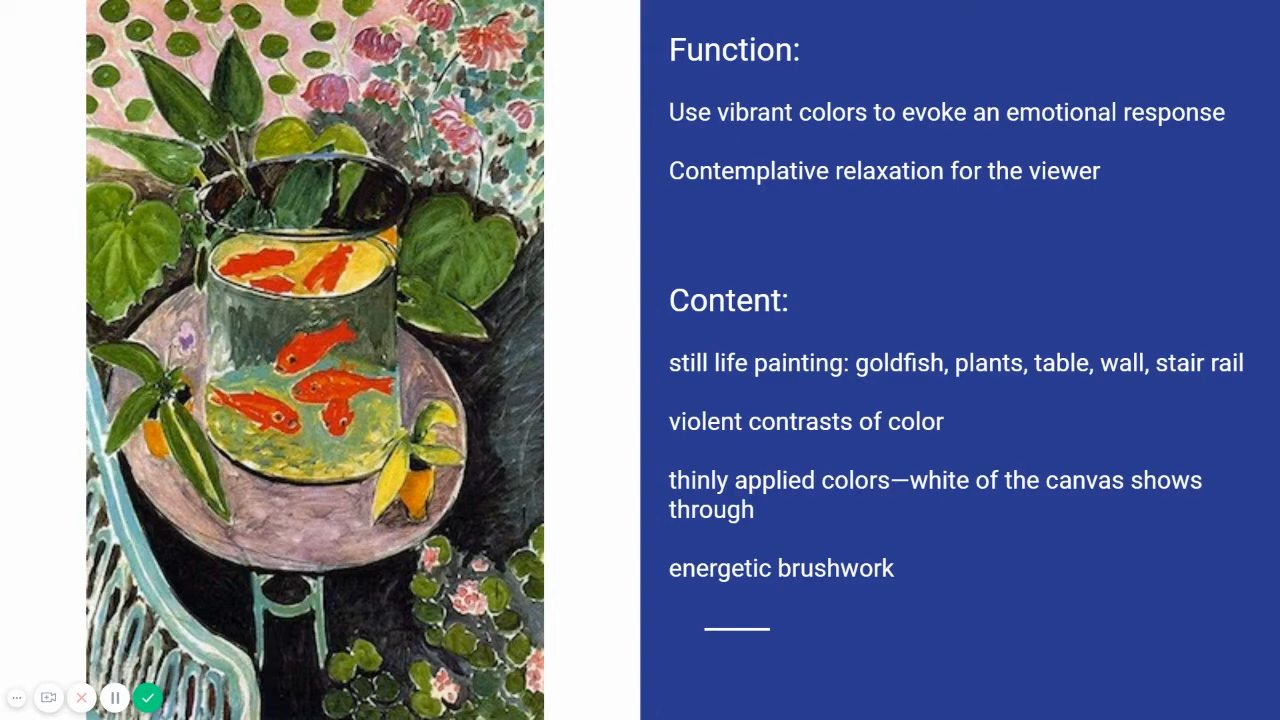 Function:
Use vibrant colors to evoke an emotional response
Contemplative relaxation for the viewer
Content:
still life painting: goldfish, plants, table, wall, stair rail
violent contrasts of color
thinly applied colors—white of the canvas shows
through
energetic brushwork